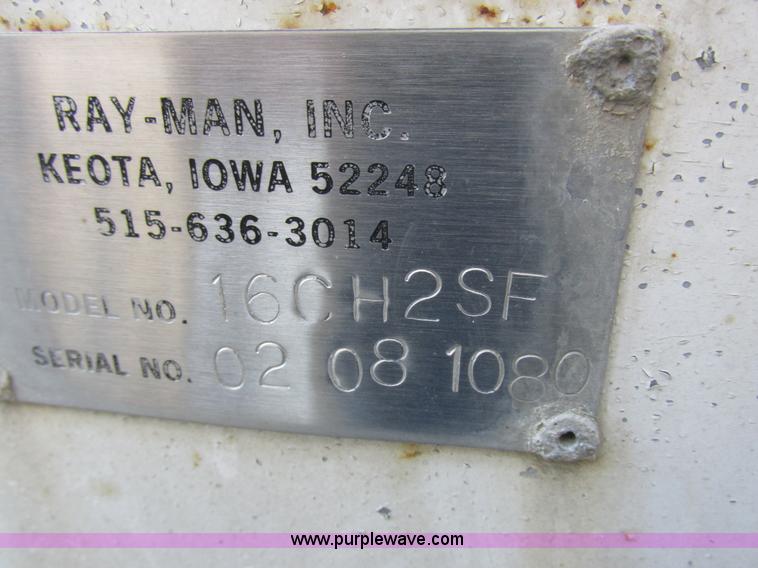 RAY-MAN, INC.
KEOTA, IOWA 52248
515-636-3014
MODEL NO. 16CH2SF
SERIAL NO. 02 08 1080
www.purplewave.com